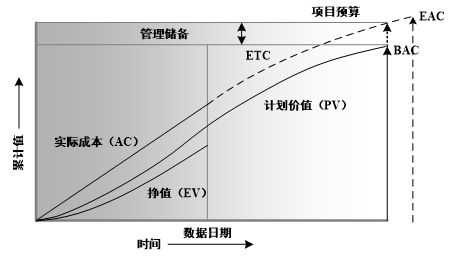 项目预算
EAC
管理储备
ETC
BAC
计划价值（PV）
实际成本（AC）
累计值
挣值（EV）
数据日期
时间